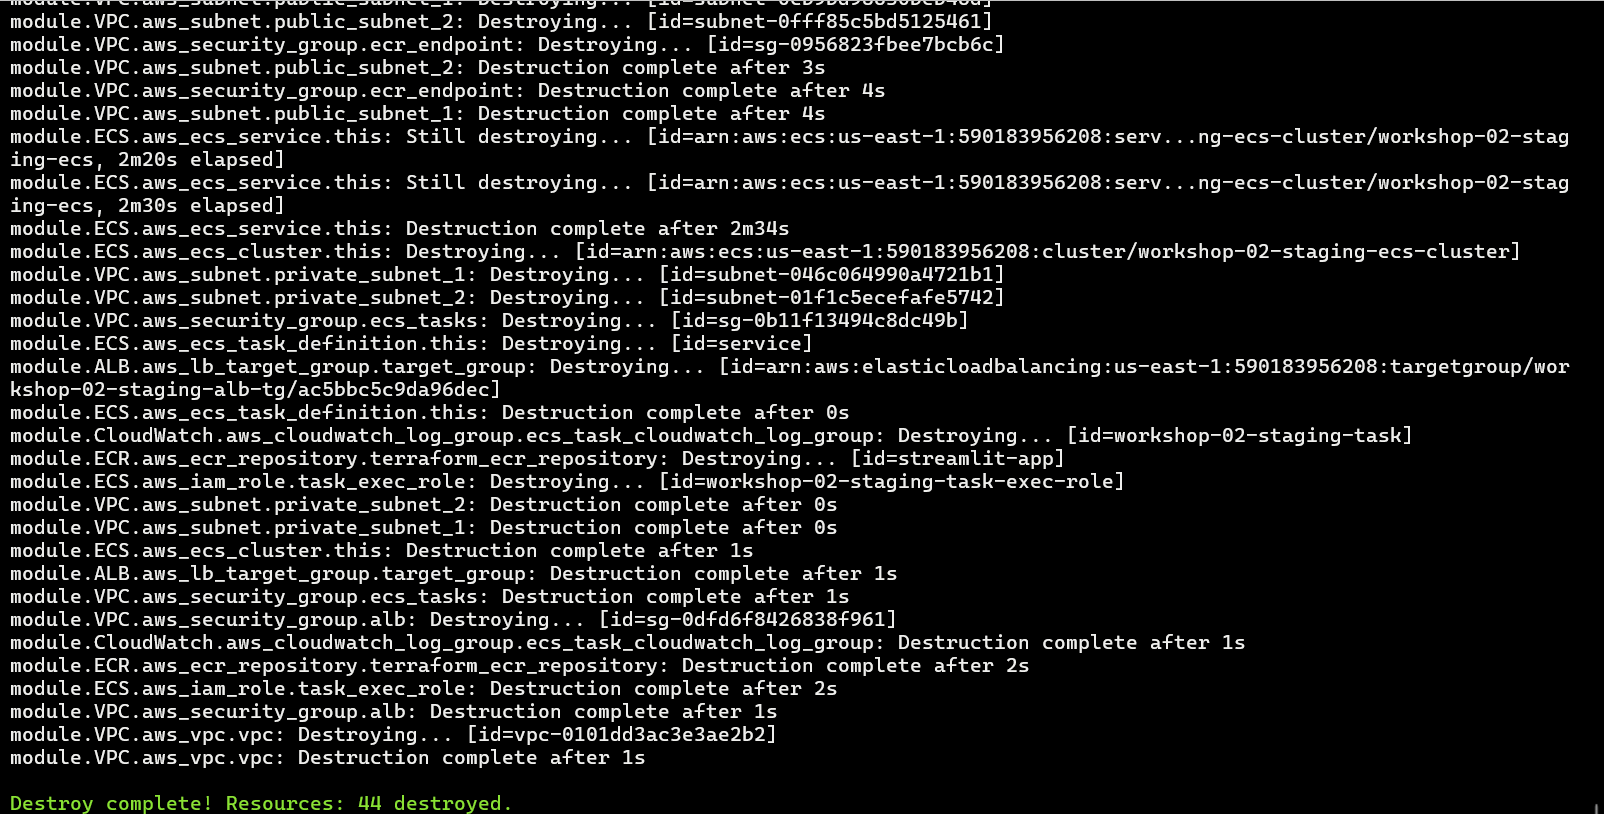 module.VPC.aws_subnet.public_subnet_2: Destroying... [id=subnet-0fff85c5bd5125461]
module.VPC.aws_security_group.ecr_endpoint: Destroying... [id=sg-0956823fbee7bcb6c]
module.VPC.aws_subnet.public_subnet_2: Destruction complete after 3s
module.VPC.aws_security_group.ecr_endpoint: Destruction complete after 4s
module.VPC.aws_subnet.public_subnet_1: Destruction complete after 4s
module.ECS.aws_ecs_service.this: Still destroying... [id=arn:aws:ecs:us-east-1:590183956208:serv...ng-ecs-cluster/workshop-02-stag
ing-ecs, 2m20s elapsed]
module.ECS.aws_ecs_service.this: Still destroying... [id=arn:aws:ecs:us-east-1:590183956208:serv...ng-ecs-cluster/workshop-02-stag
ing-ecs, 2m30s elapsed]
module.ECS.aws_ecs_service.this: Destruction complete after 2m34s
module.ECS.aws_ecs_cluster.this: Destroying... [id=arn:aws:ecs:us-east-1:590183956208:cluster/workshop-02-staging-ecs-cluster]
module.VPC.aws_subnet.private_subnet_1: Destroying... [id=subnet-046c064990a4721b1]
module.VPC.aws_subnet.private_subnet_2: Destroying... [id=subnet-01f1c5ecefafe5742]
module.VPC.aws_security_group.ecs_tasks: Destroying... [id=sg-0b11f13494c8dc49b]
module.ECS.aws_ecs_task_definition.this: Destroying... [id=service]
module.ALB.aws_lb_target_group.target_group: Destroying... [id=arn:aws:elasticloadbalancing:us-east-1:590183956208:targetgroup/wor
kshop-02-staging-alb-tg/ac5bbc5c9da96dec]
module.ECS.aws_ecs_task_definition.this: Destruction complete after 0s
module.CloudWatch.aws_cloudwatch_log_group.ecs_task_cloudwatch_log_group: Destroying... [id=workshop-02-staging-task]
module.ECR.aws_ecr_repository.terraform_ecr_repository: Destroying... [id=streamlit-app]
module.ECS.aws_iam_role.task_exec_role: Destroying... [id=workshop-02-staging-task-exec-role]
module.VPC.aws_subnet.private_subnet_2: Destruction complete after 0s
module.VPC.aws_subnet.private_subnet_1: Destruction complete after 0s
module.ECS.aws_ecs_cluster.this: Destruction complete after 1s
module.ALB.aws_lb_target_group.target_group: Destruction complete after 1s
module.VPC.aws_security_group.ecs_tasks: Destruction complete after 1s
module.VPC.aws_security_group.alb: Destroying... [id=sg-0dfd6f8426838f961]
module.CloudWatch.aws_cloudwatch_log_group.ecs_task_cloudwatch_log_group: Destruction complete after 1s
module.ECR.aws_ecr_repository.terraform_ecr_repository: Destruction complete after 2s
module.ECS.aws_iam_role.task_exec_role: Destruction complete after 2s
module.VPC.aws_security_group.alb: Destruction complete after 1s
module.VPC.aws_vpc.vpc: Destroying... [id=vpc-0101dd3ac3e3ae2b2]
module.VPC.aws_vpc.vpc: Destruction complete after 1s
Destroy complete! Resources: 44 destroyed.